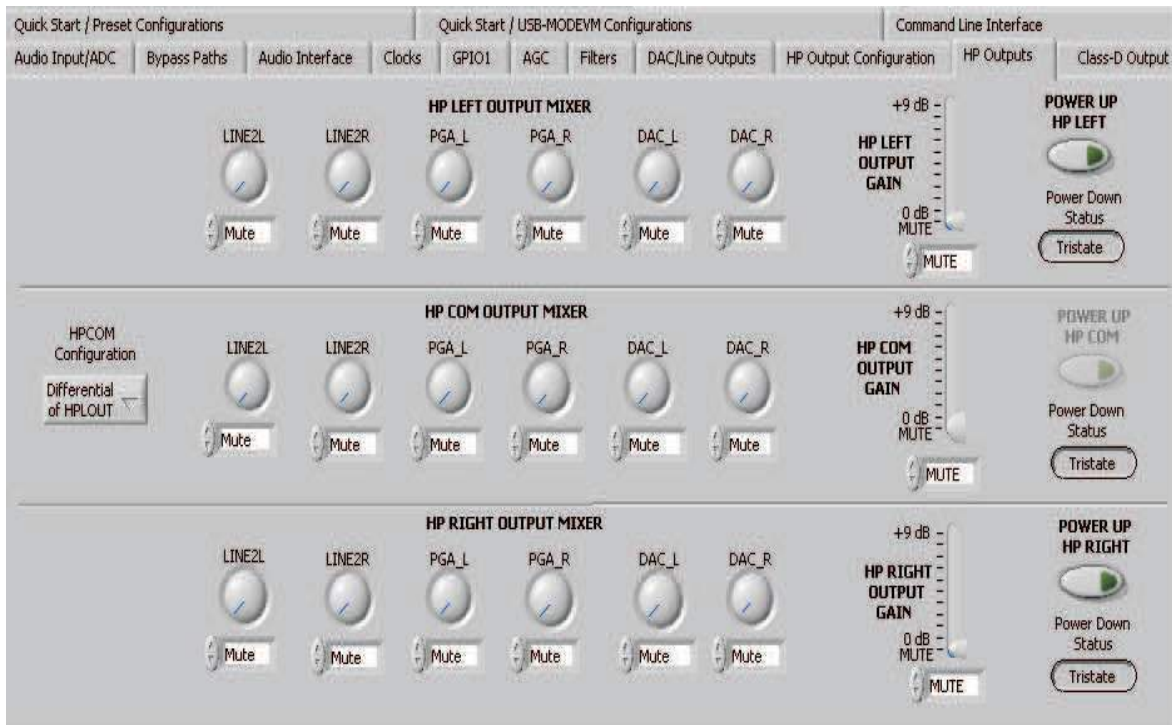 Quick Start / Preset Configurations
Quick Start / USB-MODEVM Configurations
Command Line Interface
Audio Input/ADC
Bypass Paths
Audio Interface
Clocks
GPIO1
AGC
Filters
DAC/Line Outputs
HP Output Configuration
HP Outputs
Class-D Output
HP LEFT OUTPUT MIXER
LINE2L
LINE2R
PGA_L
PGA_R
DAC_L
DAC_R
Mute
Mute
Mute
Mute
Mute
Mute
+9 dB
HP LEFT
OUTPUT
GAIN
0 dB
MUTE
MUTE
POWER UP
HP LEFT
Power Down
Status
Tristate
HPCOM
Configuration
Differential
of HPLOUT
HP COM OUTPUT MIXER
LINE2L
LINE2R
PGA_L
PGA_R
DAC_L
DAC_R
Mute
Mute
Mute
Mute
Mute
Mute
+9 dB
HP COM
OUTPUT
GAIN
0 dB
MUTE
MUTE
POWER UP
HP COM
Power Down
Status
Tristate
HP RIGHT OUTPUT MIXER
LINE2L
LINE2R
PGA_L
PGA_R
DAC_L
DAC_R
Mute
Mute
Mute
Mute
Mute
Mute
+9 dB
HP RIGHT
OUTPUT
GAIN
0 dB
MUTE
MUTE
POWER UP
HP RIGHT
Power Down
Status
Tristate